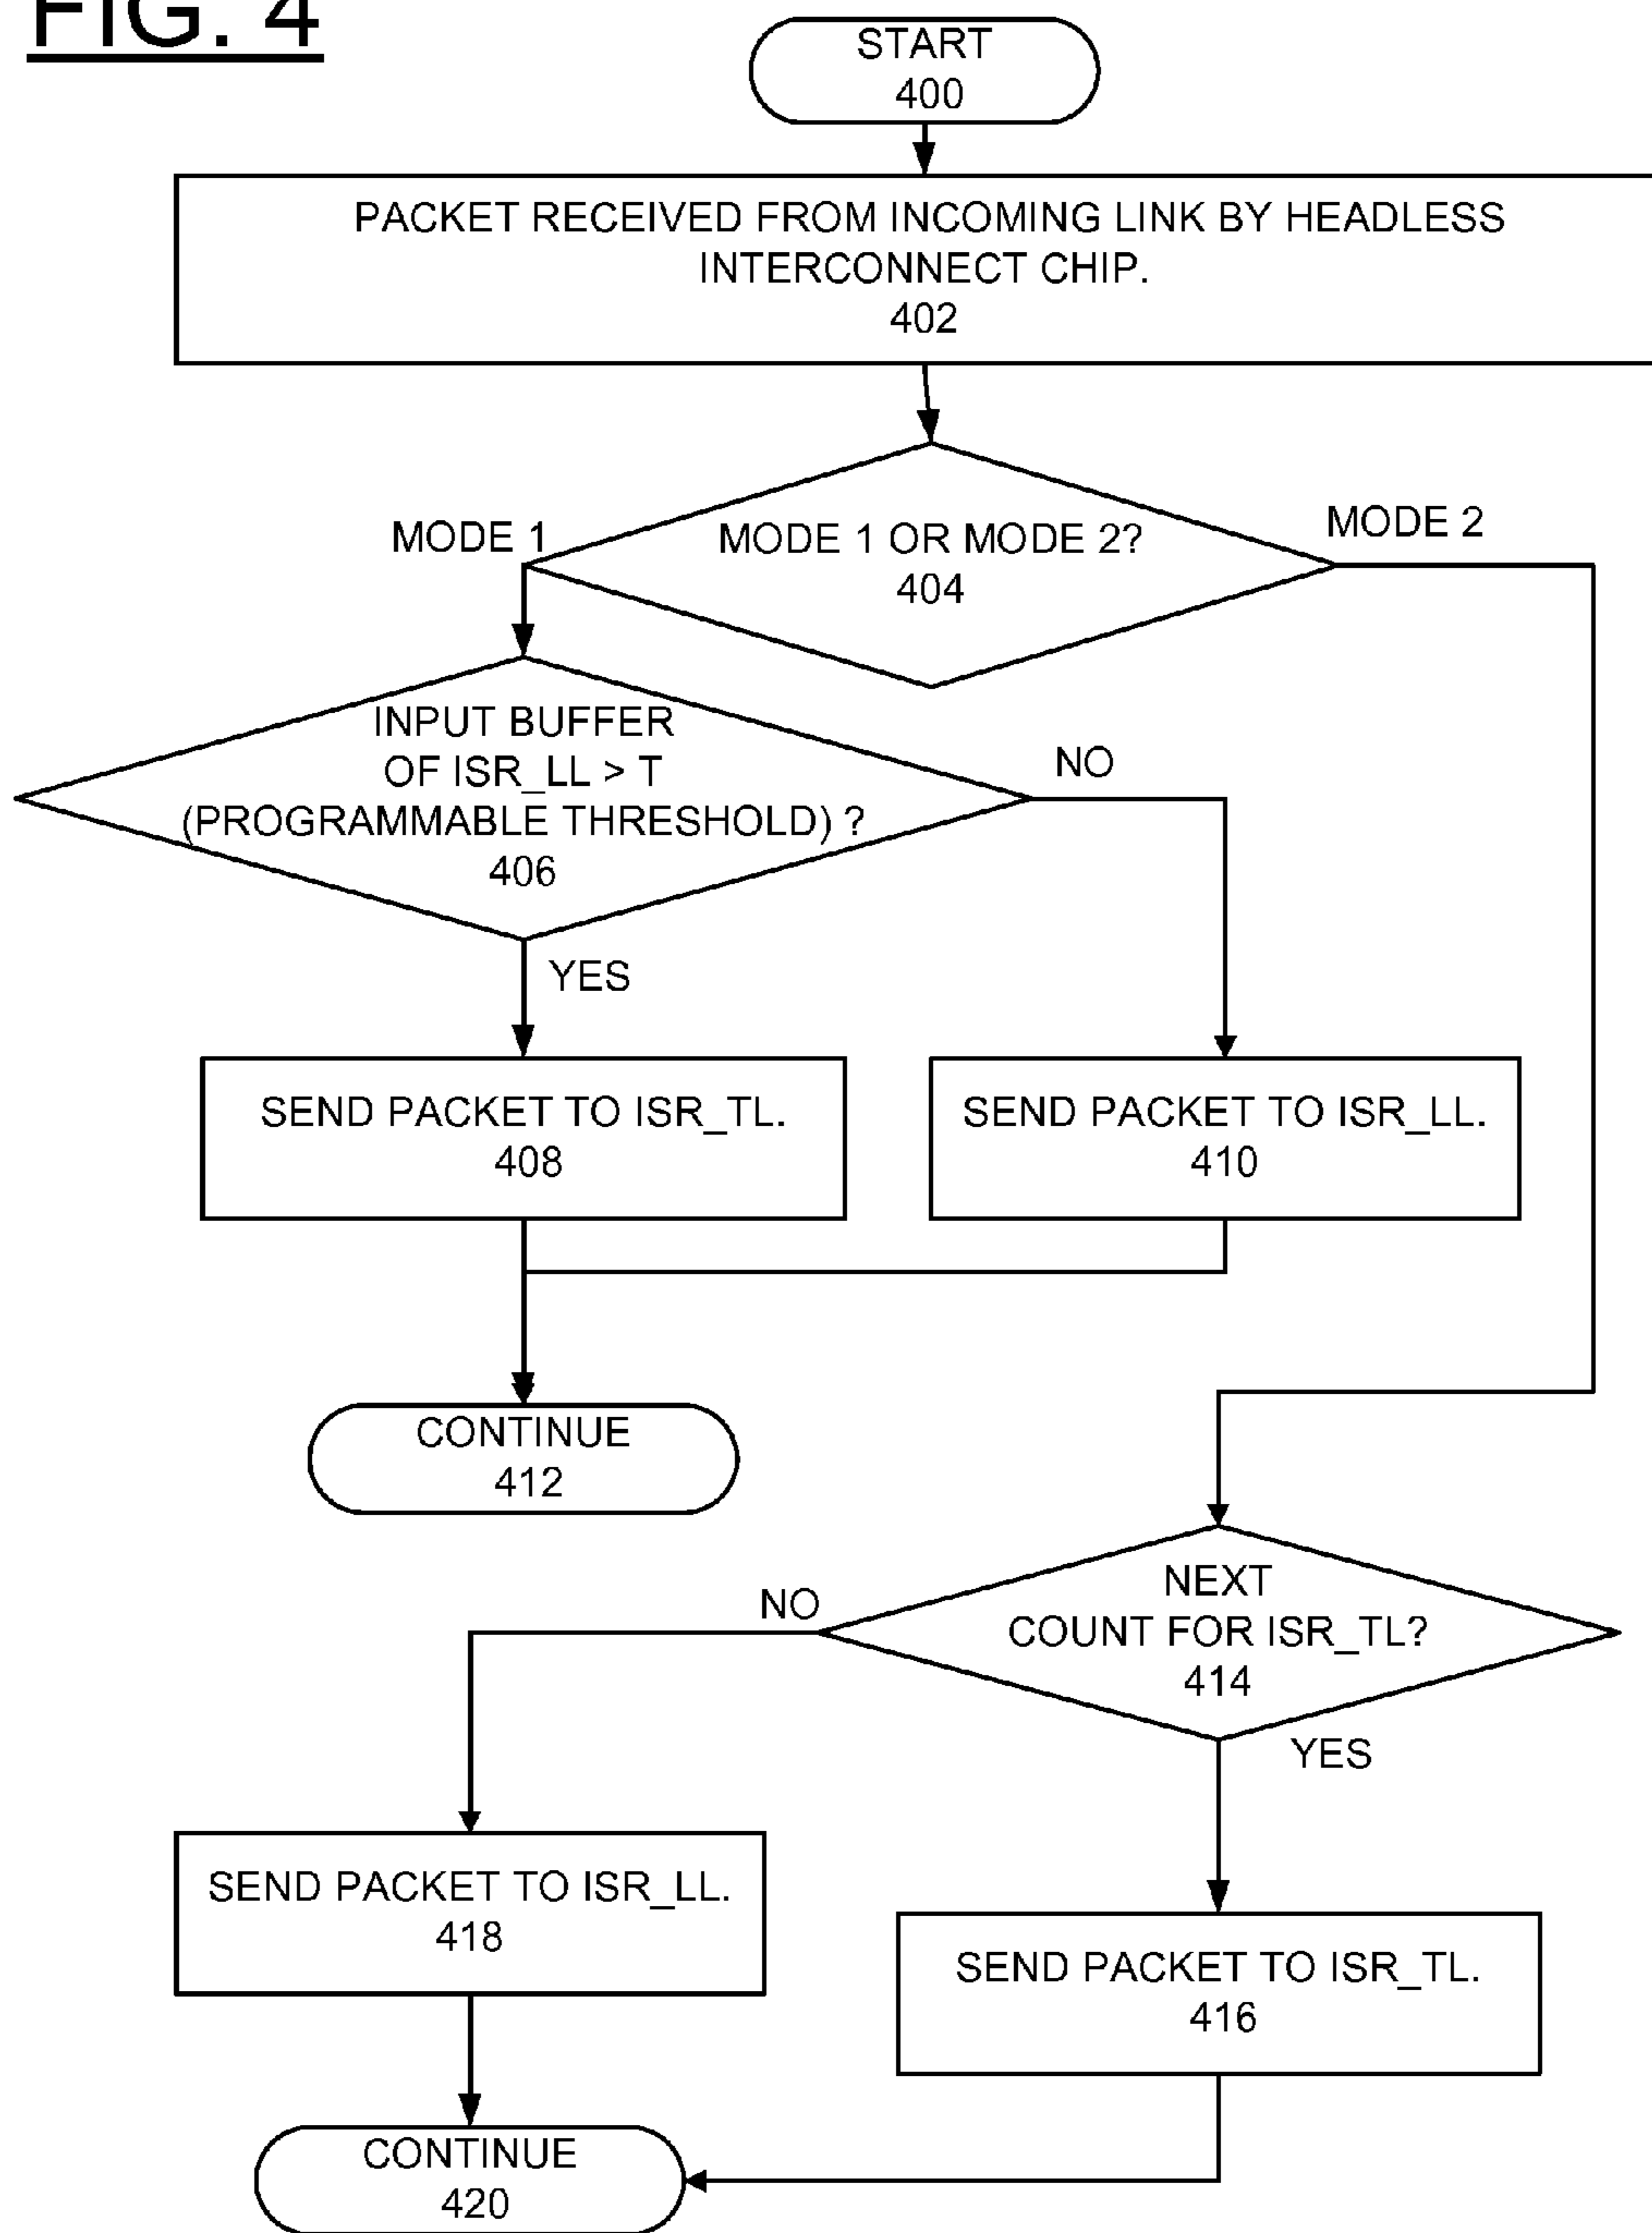 FIG. 4
START
400
PACKET RECEIVED FROM INCOMING LINK BY HEADLESS
INTERCONNECT CHIP.
402
MODE 1
MODE 1 OR MODE 2?
404
MODE 2
INPUT BUFFER
OF ISR_LL > T
(PROGRAMMABLE THRESHOLD) ?
406
NO
YES
SEND PACKET TO ISR_TL.
408
SEND PACKET TO ISR_LL.
410
CONTINUE
412
NEXT
COUNT FOR ISR_TL?
414
NO
YES
SEND PACKET TO ISR_LL.
418
SEND PACKET TO ISR_TL.
416
CONTINUE
420